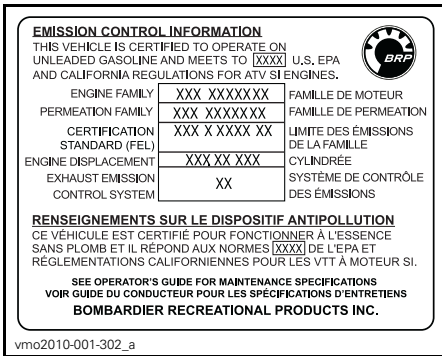 EMISSION CONTROL INFORMATION
THIS VEHICLE IS CERTIFIED TO OPERATE ON
UNLEADED GASOLINE AND MEETS TO XXXX U.S. EPA
AND CALIFORNIA REGULATIONS FOR ATV SI ENGINES.
BRP
ENGINE FAMILY XXX XXXXXXX FAMILLE DE MOTEUR
PERMEATION FAMILY XXX XXXXXXX FAMILLE DE PERMEATION
CERTIFICATION XXX X XXXX XX LIMITE DES ÉMISSIONS
STANDARD (FEL) DE LA FAMILLE
ENGINE DISPLACEMENT XXX XX XXX CYLINDRÉE
EXHAUST EMISSION XX SYSTÈME DE CONTRÔLE
CONTROL SYSTEM DES ÉMISSIONS
RENSEIGNEMENTS SUR LE DISPOSITIF ANTIPOLLUTION
CE VÉHICULE EST CERTIFIÉ POUR FONCTIONNER À L'ESSENCE
SANS PLOMB ET IL RÉPOND AUX NORMES XXXX DE L'EPA ET
RÉGLEMENTATIONS CALIFORNIENNES POUR LES VTT À MOTEUR SI.
SEE OPERATOR'S GUIDE FOR MAINTENANCE SPECIFICATIONS
VOIR GUIDE DU CONDUCTEUR POUR LES SPÉCIFICATIONS D'ENTRETIENS
BOMBARDIER RECREATIONAL PRODUCTS INC.
vmo2010-001-302_a